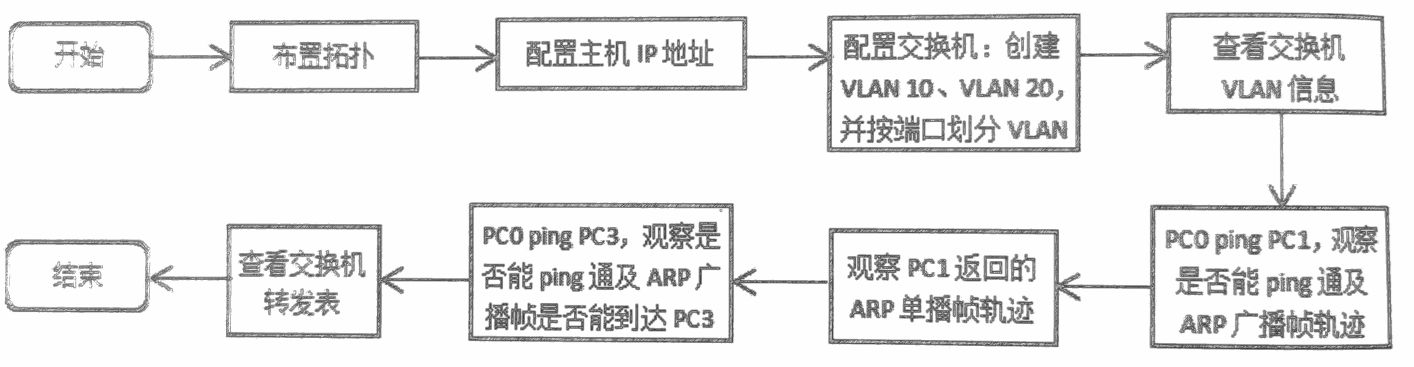 开始
布置拓扑
配置主机 IP 地址
配置交换机：创建
VLAN 10、VLAN 20，
并按端口划分 VLAN
查看交换机
VLAN 信息
PC0 ping PC1，观察
是否能 ping 通及
ARP 广播帧轨迹
观察 PC1 返回的
ARP 单播帧轨迹
PC0 ping PC3，观察是
否能 ping 通及 ARP 广
播帧是否能到达 PC3
查看交换机
转发表
结束